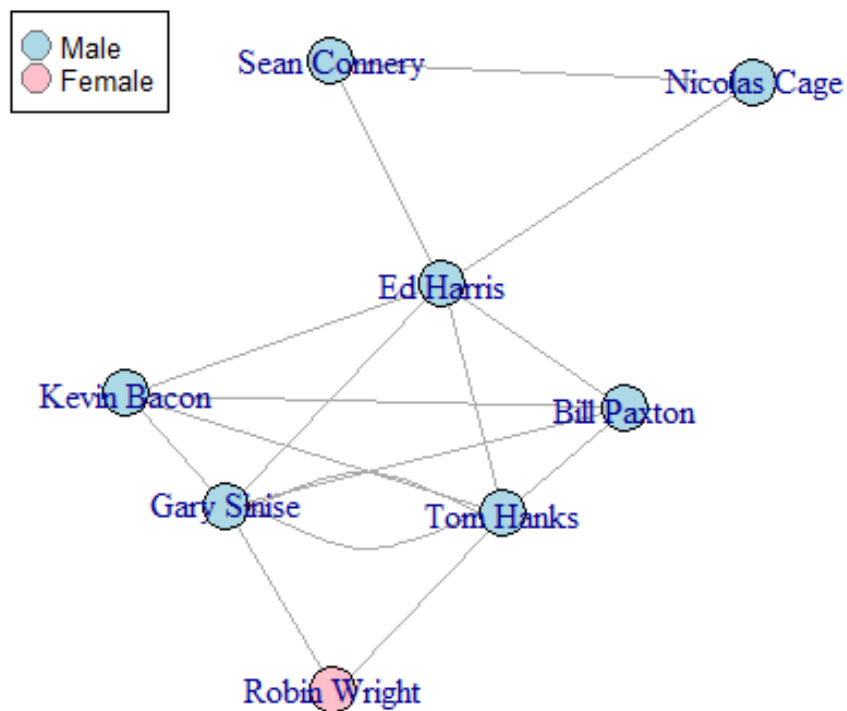 Male
Female
Sean Connery
Nicolas Cage
Ed Harris
Kevin Bacon
Bill Paxton
Gary Sinise
Tom Hanks
Robin Wright